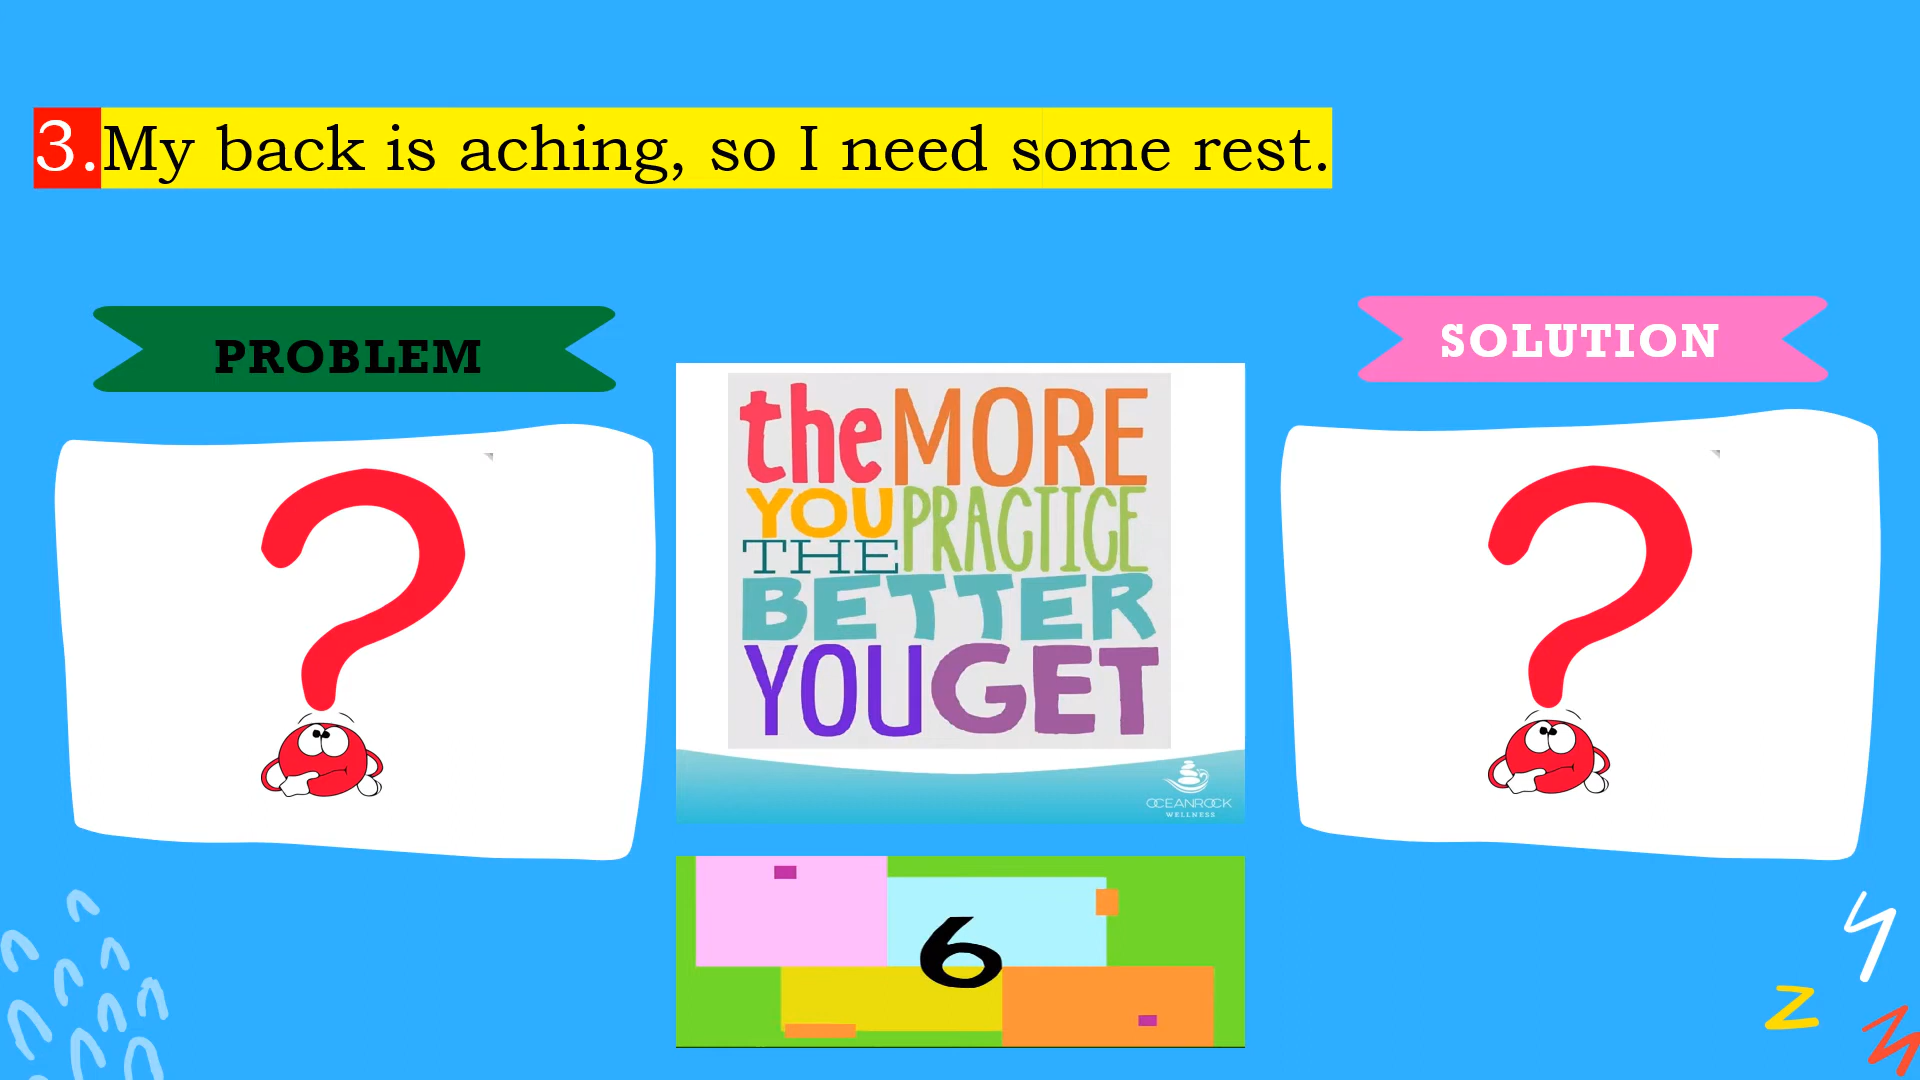 3.My back is aching, so I need some rest.
PROBLEM
SOLUTION
the MORE
YOU PRACTICE
THE
BETTER
YOU GET
OCEANROCK
WELLNESS
6